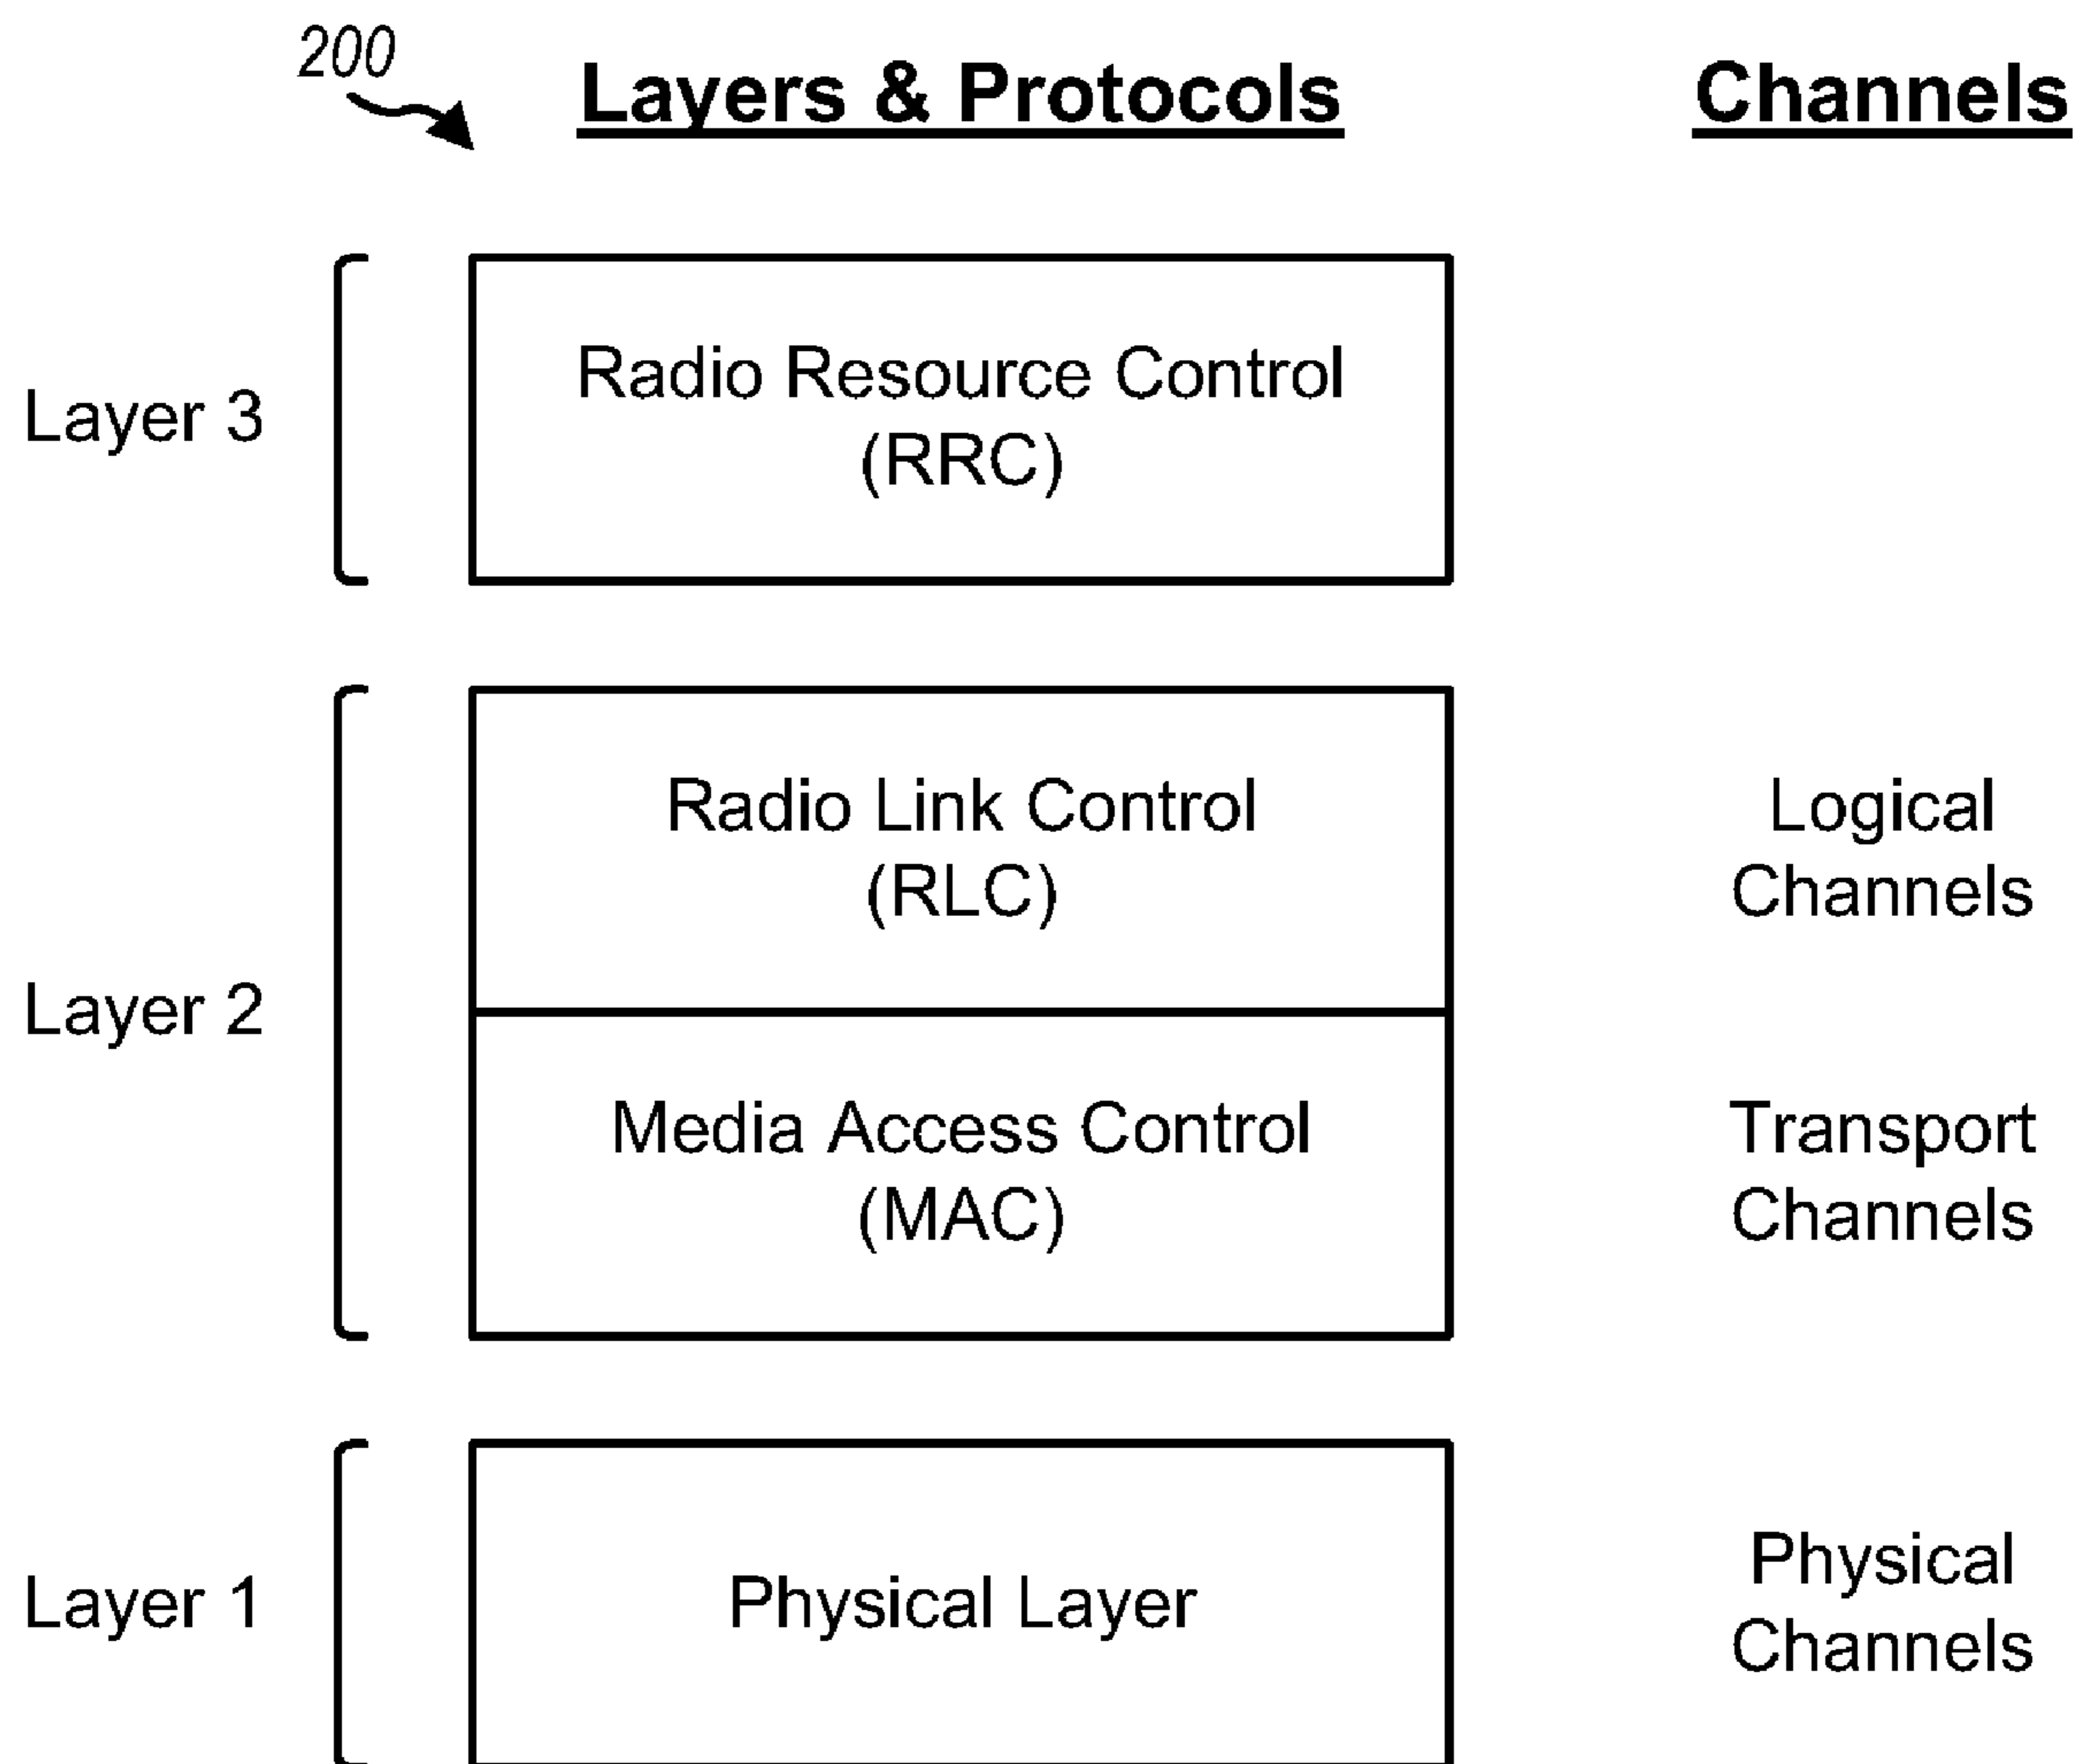 200
Layers & Protocols
Channels
Layer 3
Radio Resource Control
(RRC)
Layer 2
Radio Link Control
(RLC)
Logical
Channels
Media Access Control
(MAC)
Transport
Channels
Layer 1
Physical Layer
Physical
Channels